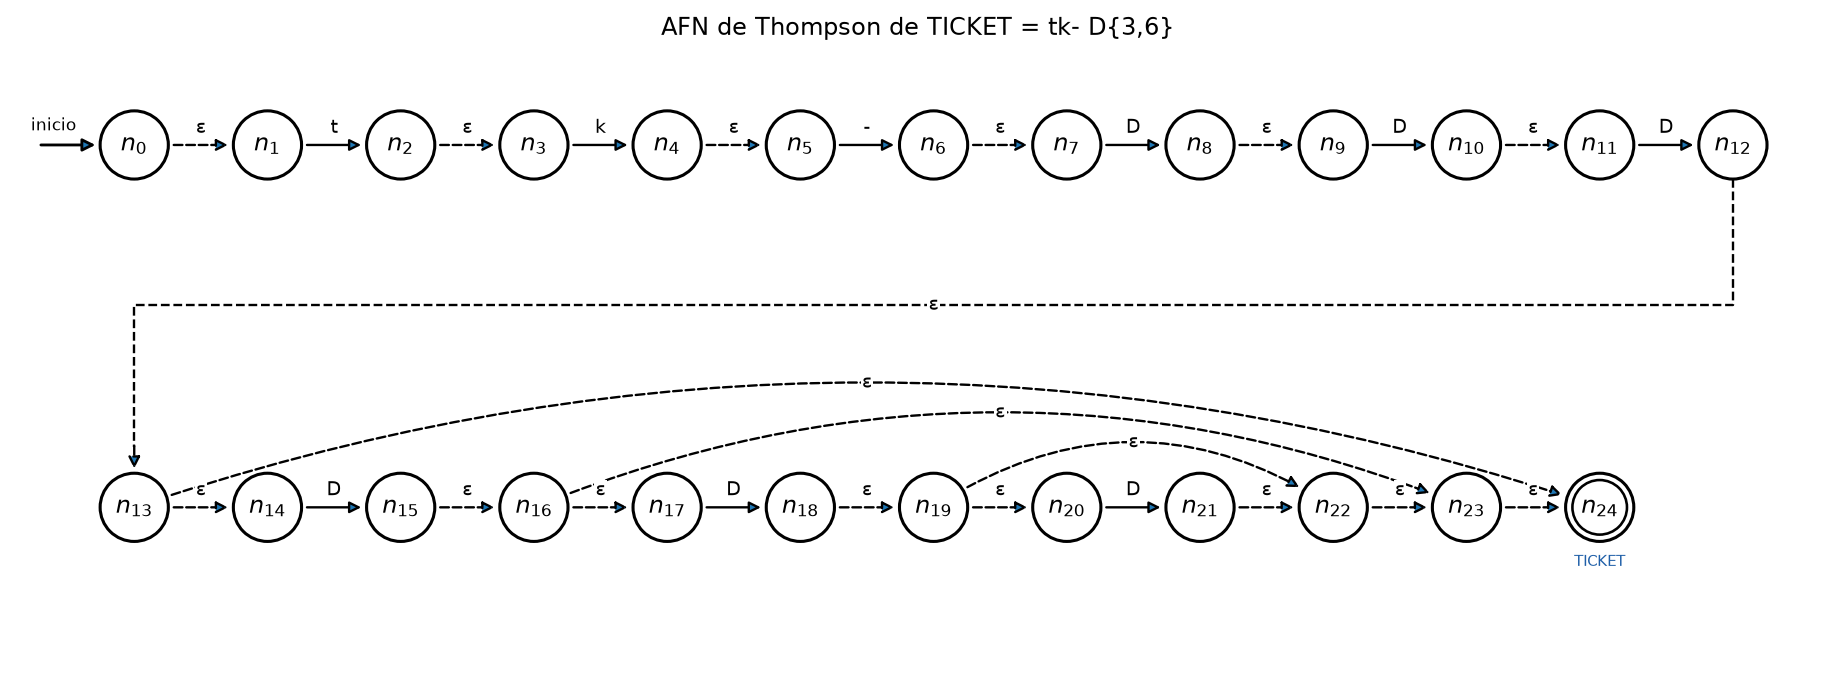 AFN de Thompson de TICKET = tk- D{3,6}
inicio
ε t ε k ε - ε D ε D ε D
n0 n1 n2 n3 n4 n5 n6 n7 n8 n9 n10 n11 n12
ε
ε
ε
ε
ε D ε ε D ε ε D ε ε ε
n13 n14 n15 n16 n17 n18 n19 n20 n21 n22 n23 n24
TICKET